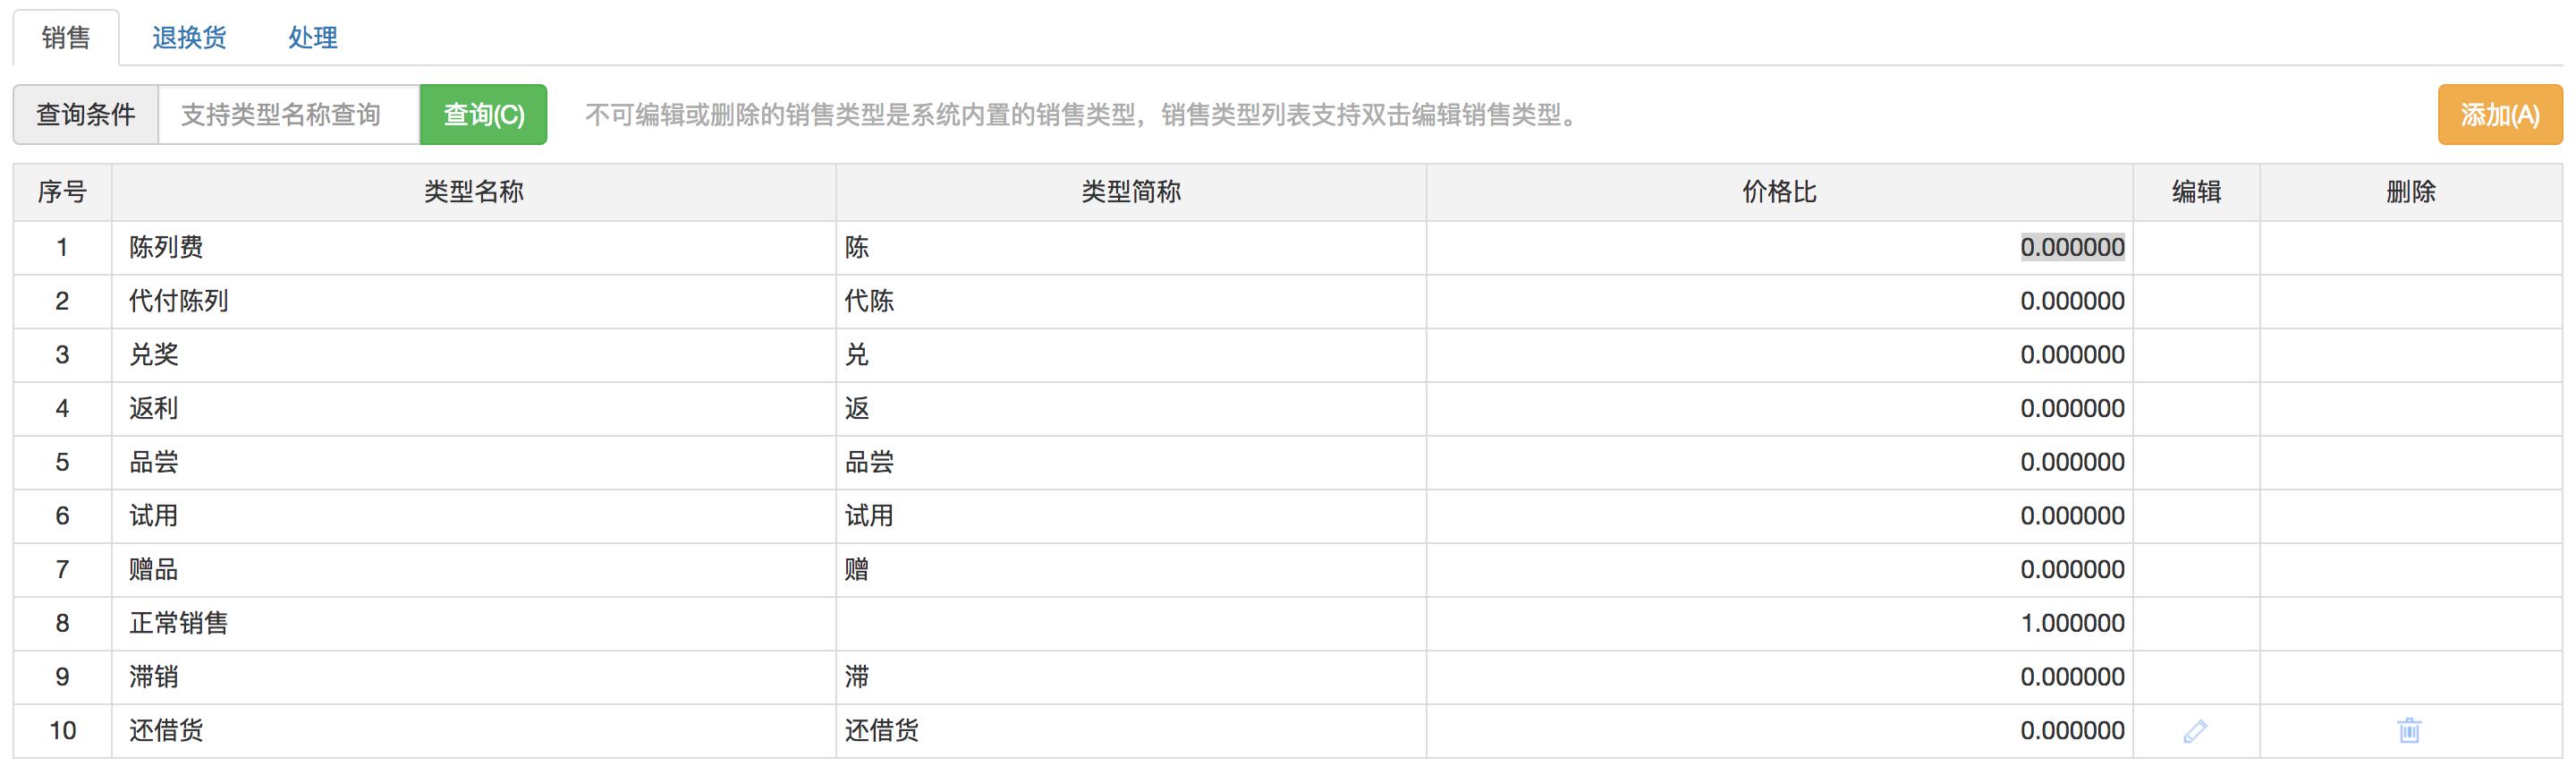 销售 退换货 处理
查询条件 支持类型名称查询 查询(C) 不可编辑或删除的销售类型是系统内置的销售类型，销售类型列表支持双击编辑销售类型。 添加(A)
序号 类型名称 类型简称 价格比 编辑 删除
1 陈列费 陈 0.000000
2 代付陈列 代陈 0.000000
3 兑奖 兑 0.000000
4 返利 返 0.000000
5 品尝 品尝 0.000000
6 试用 试用 0.000000
7 赠品 赠 0.000000
8 正常销售 1.000000
9 滞销 滞 0.000000
10 还借货 还借货 0.000000